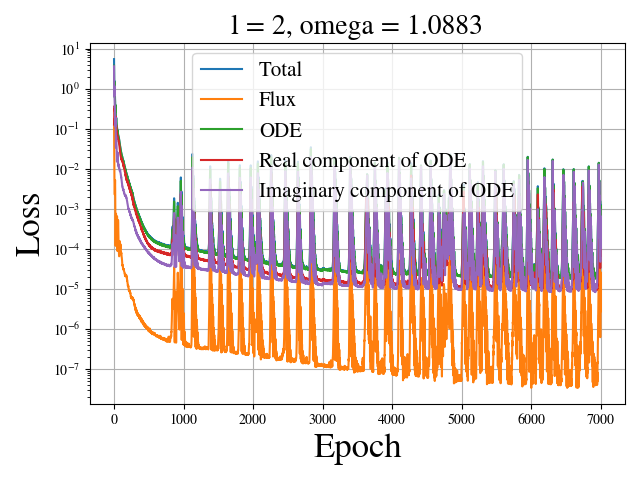 l = 2, omega = 1.0883
Total
Flux
ODE
Real component of ODE
Imaginary component of ODE
Loss
10^1
10^0
10^-1
10^-2
10^-3
10^-4
10^-5
10^-6
10^-7
0 1000 2000 3000 4000 5000 6000 7000
Epoch